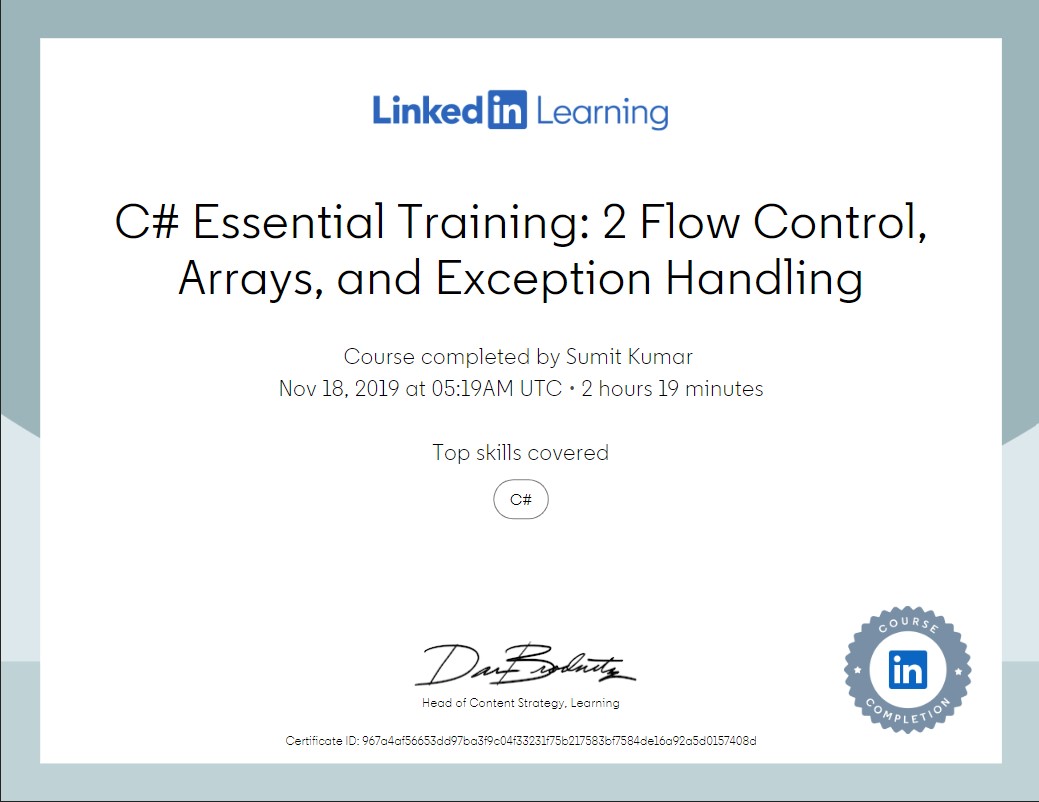 Linked in Learning
C# Essential Training: 2 Flow Control,
Arrays, and Exception Handling
Course completed by Sumit Kumar
Nov 18, 2019 at 05:19AM UTC • 2 hours 19 minutes
Top skills covered
C#
Dan Brodnitz
Head of Content Strategy, Learning
COURSE
in
COMPLETION
Certificate ID: 967a4af56653dd97ba3f9c04f33231f75b217583bf7584de16a92a5d0157408d